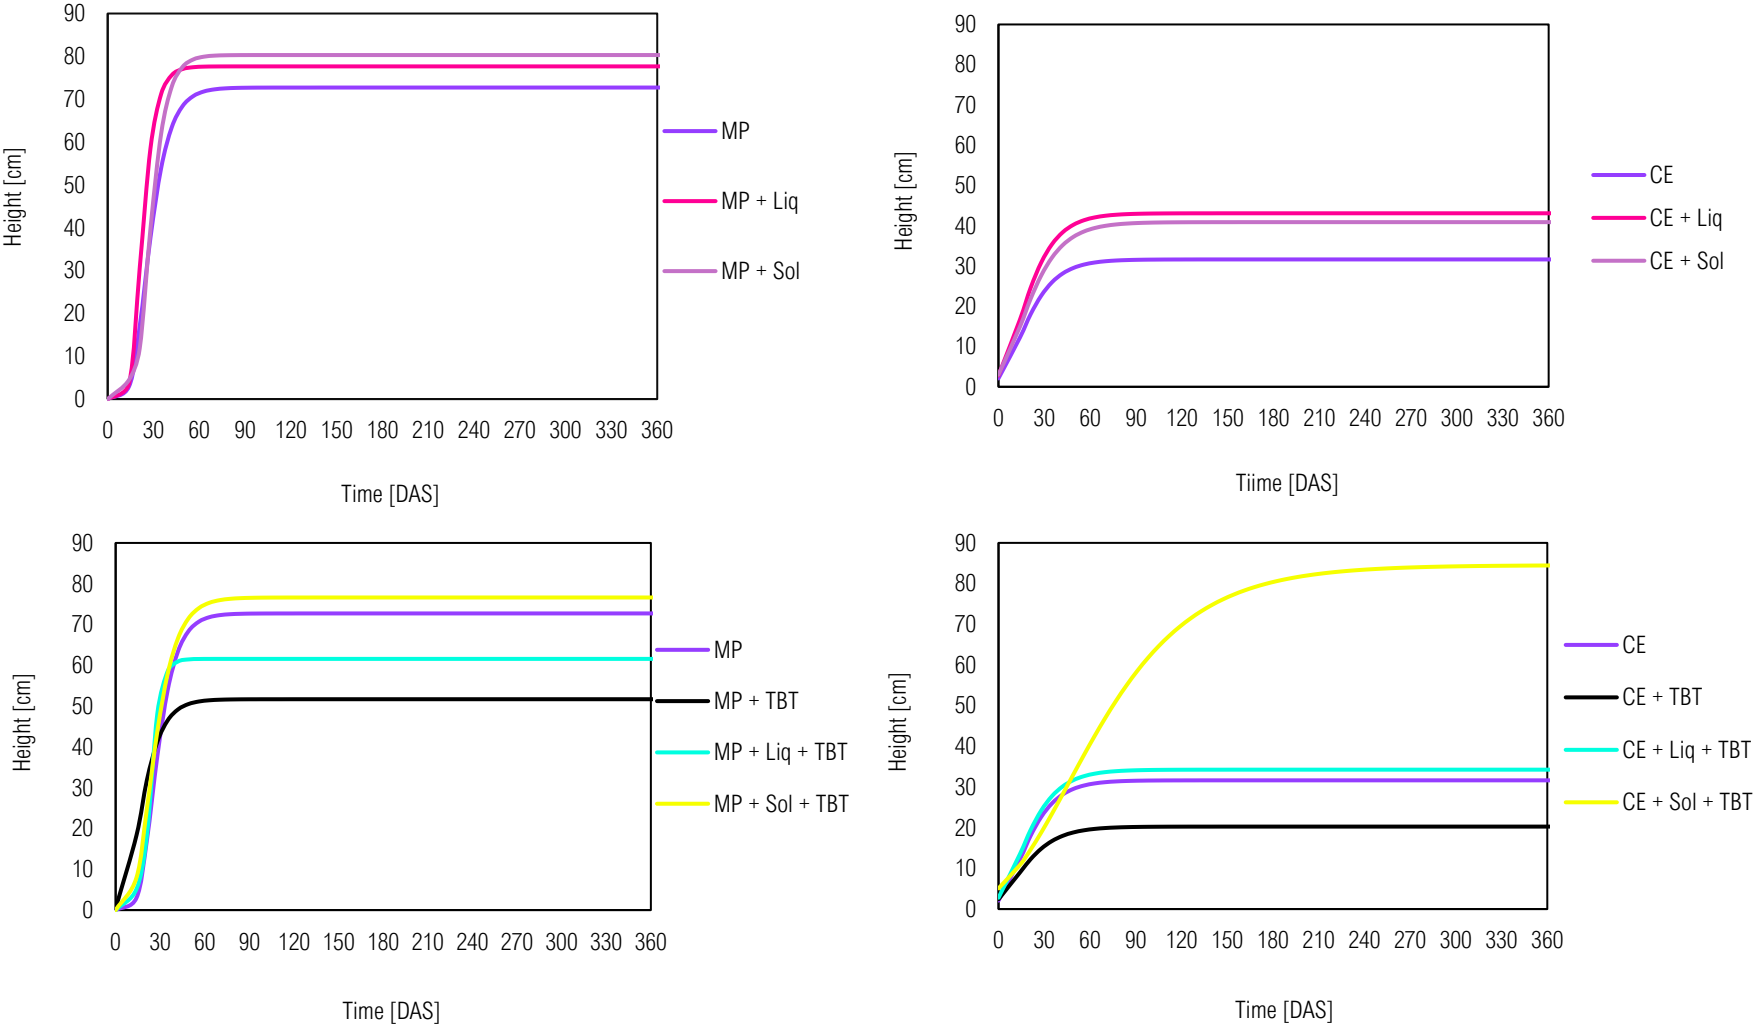 90
80
70
60
50
40
30
20
10
0
Height [cm]
0 30 60 90 120 150 180 210 240 270 300 330 360
Time [DAS]
MP
MP + Liq
MP + Sol
90
80
70
60
50
40
30
20
10
0
Height [cm]
0 30 60 90 120 150 180 210 240 270 300 330 360
Tiime [DAS]
CE
CE + Liq
CE + Sol
90
80
70
60
50
40
30
20
10
0
Height [cm]
0 30 60 90 120 150 180 210 240 270 300 330 360
Time [DAS]
MP
MP + TBT
MP + Liq + TBT
MP + Sol + TBT
90
80
70
60
50
40
30
20
10
0
Height [cm]
0 30 60 90 120 150 180 210 240 270 300 330 360
Time [DAS]
CE
CE + TBT
CE + Liq + TBT
CE + Sol + TBT